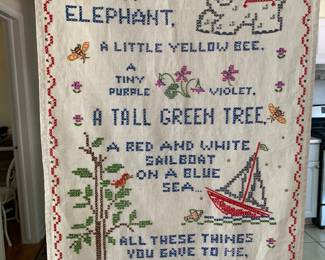 ELEPHANT.
A LITTLE YELLOW BEE.
A
TINY
PURPLE VIOLET.
A TALL GREEN TREE.
A RED AND WHITE
SAILBOAT
ON A BLUE
SEA.
ALL THESE THINGS
YOU GAVE TO ME,